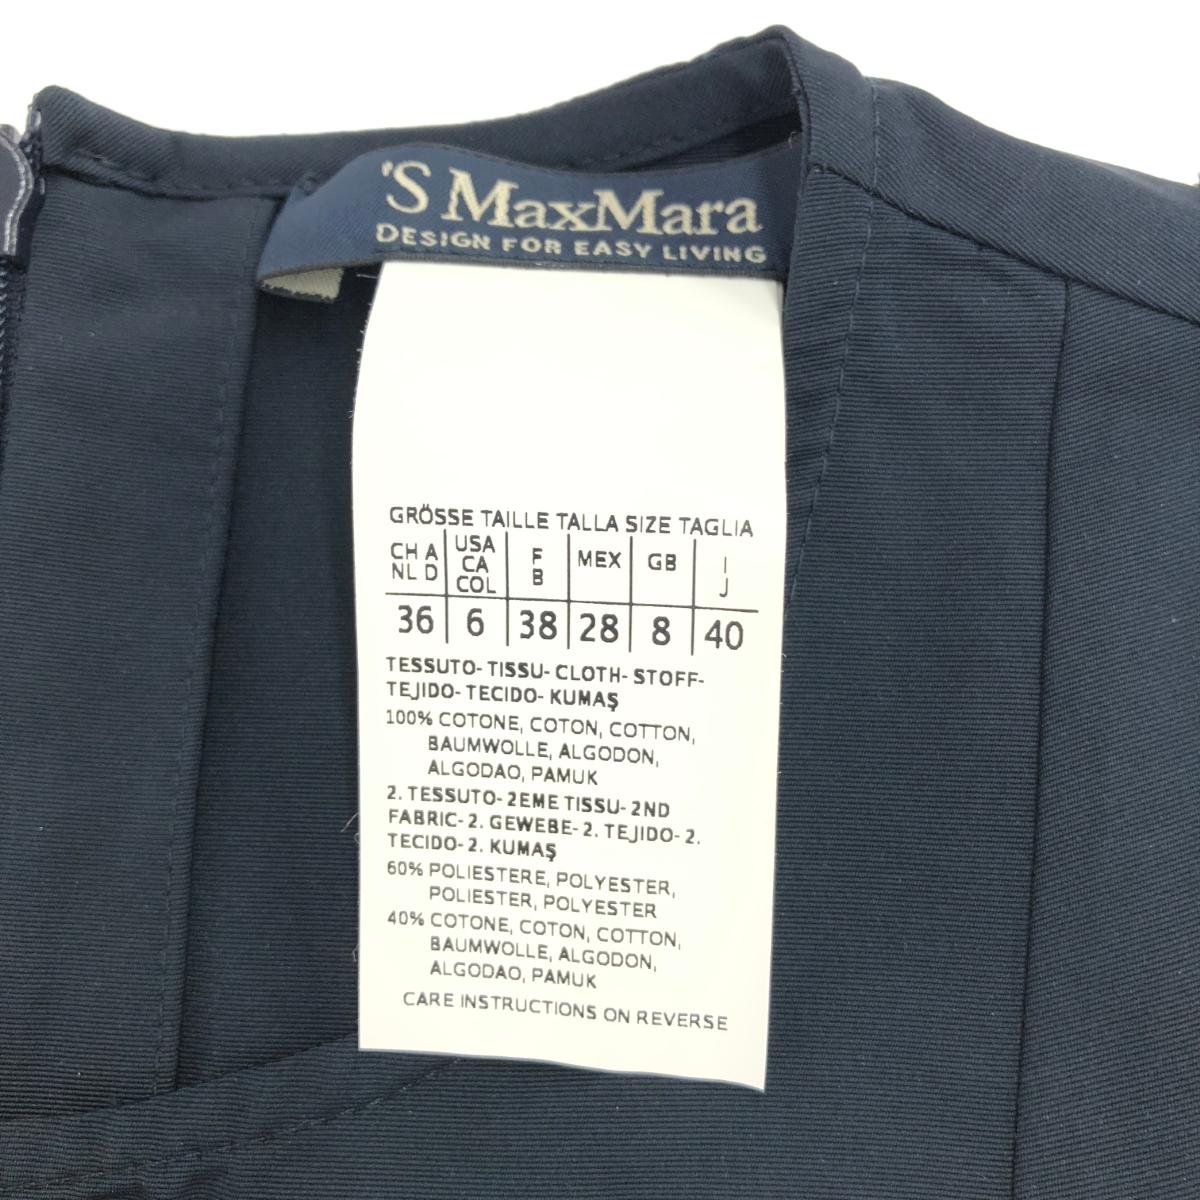 'S MaxMara
DESIGN FOR EASY LIVING
GRÖSSE TAILLE TALLA SIZE TAGLIA
CH A NL D | USA CA COL | F B | MEX | GB | I J
36 | 6 | 38 | 28 | 8 | 40
TESSUTO- TISSU- CLOTH- STOFF-
TEJIDO- TECIDO- KUMAŞ
100% COTONE, COTON, COTTON,
BAUMWOLLE, ALGODON,
ALGODAO, PAMUK
2. TESSUTO- 2EME TISSU- 2ND
FABRIC- 2. GEWEBE- 2. TEJIDO- 2.
TECIDO- 2. KUMAŞ
60% POLIESTERE, POLYESTER,
POLIESTER, POLYESTER
40% COTONE, COTON, COTTON,
BAUMWOLLE, ALGODON,
ALGODAO, PAMUK
CARE INSTRUCTIONS ON REVERSE